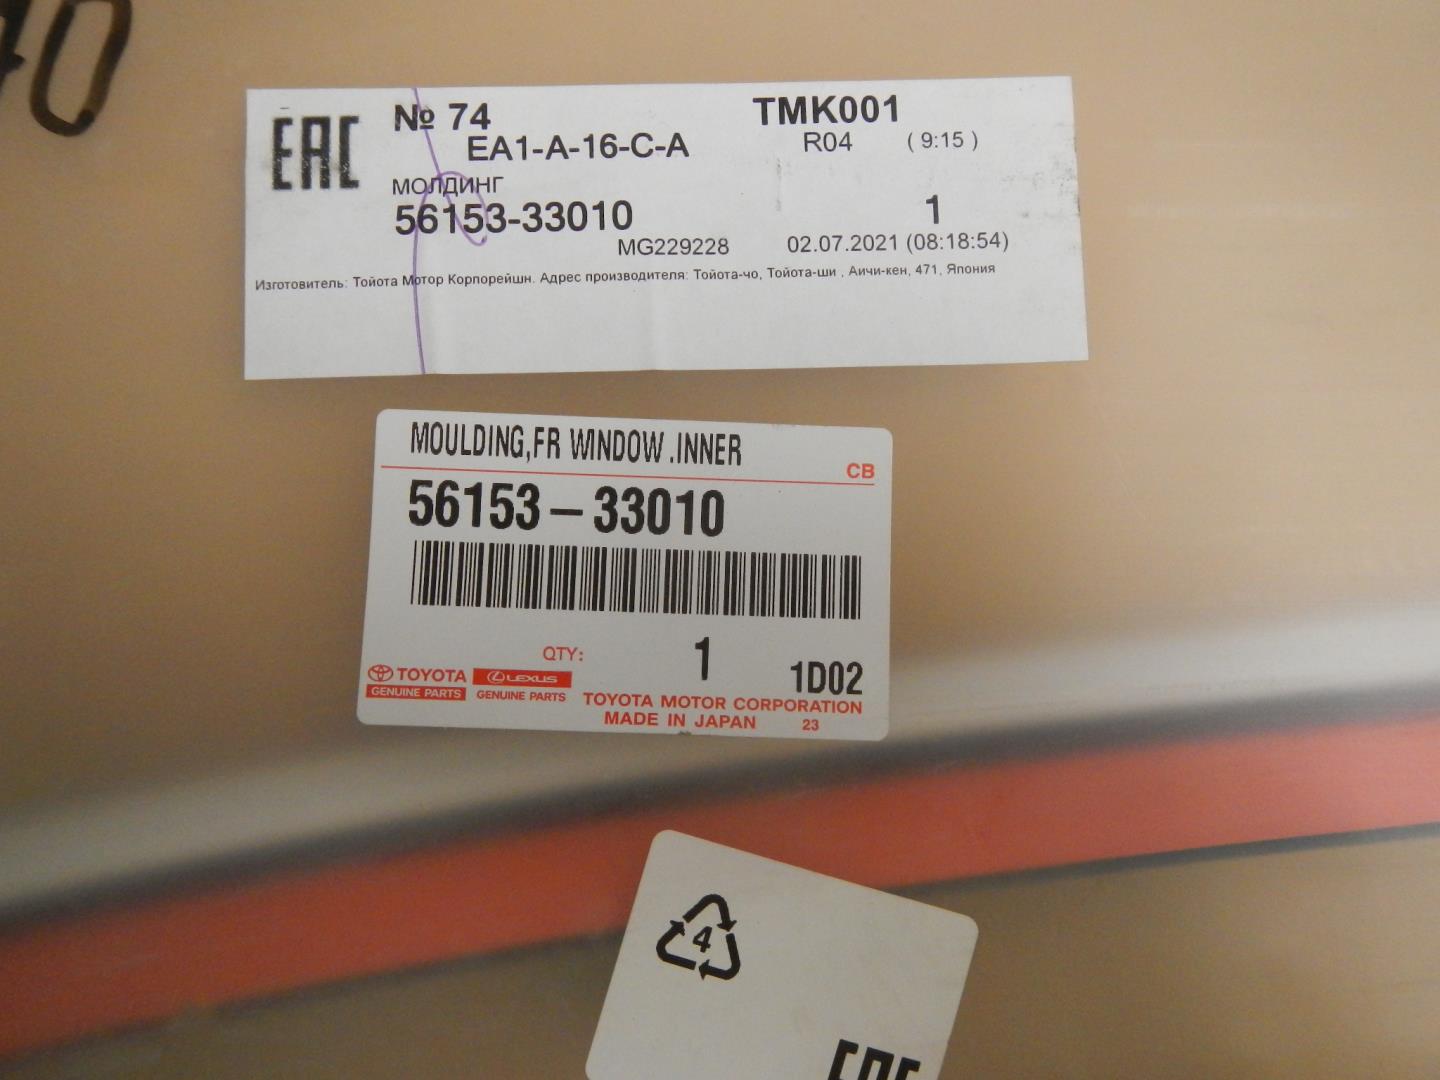 70
EAC
№ 74
TMK001
EA1-A-16-C-A
R04 ( 9:15 )
МОЛДИНГ
56153-33010
1
MG229228
02.07.2021 (08:18:54)
Изготовитель: Тойота Мотор Корпорейшн. Адрес производителя: Тойота-чо, Тойота-ши , Аичи-кен, 471, Япония
MOULDING,FR WINDOW .INNER
CB
56153-33010
QTY: 1
1D02
TOYOTA
LEXUS
GENUINE PARTS
GENUINE PARTS
TOYOTA MOTOR CORPORATION
MADE IN JAPAN 23
4
EAC